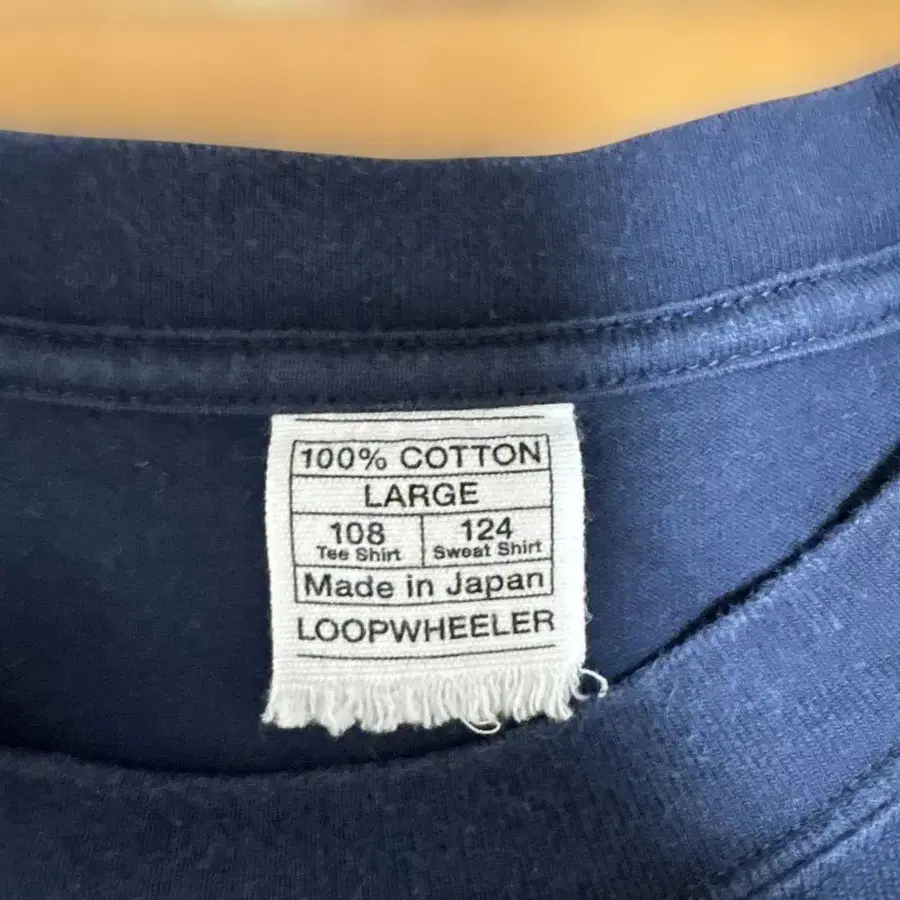 100% COTTON
LARGE
108 124
Tee Shirt Sweat Shirt
Made in Japan
LOOPWHEELER